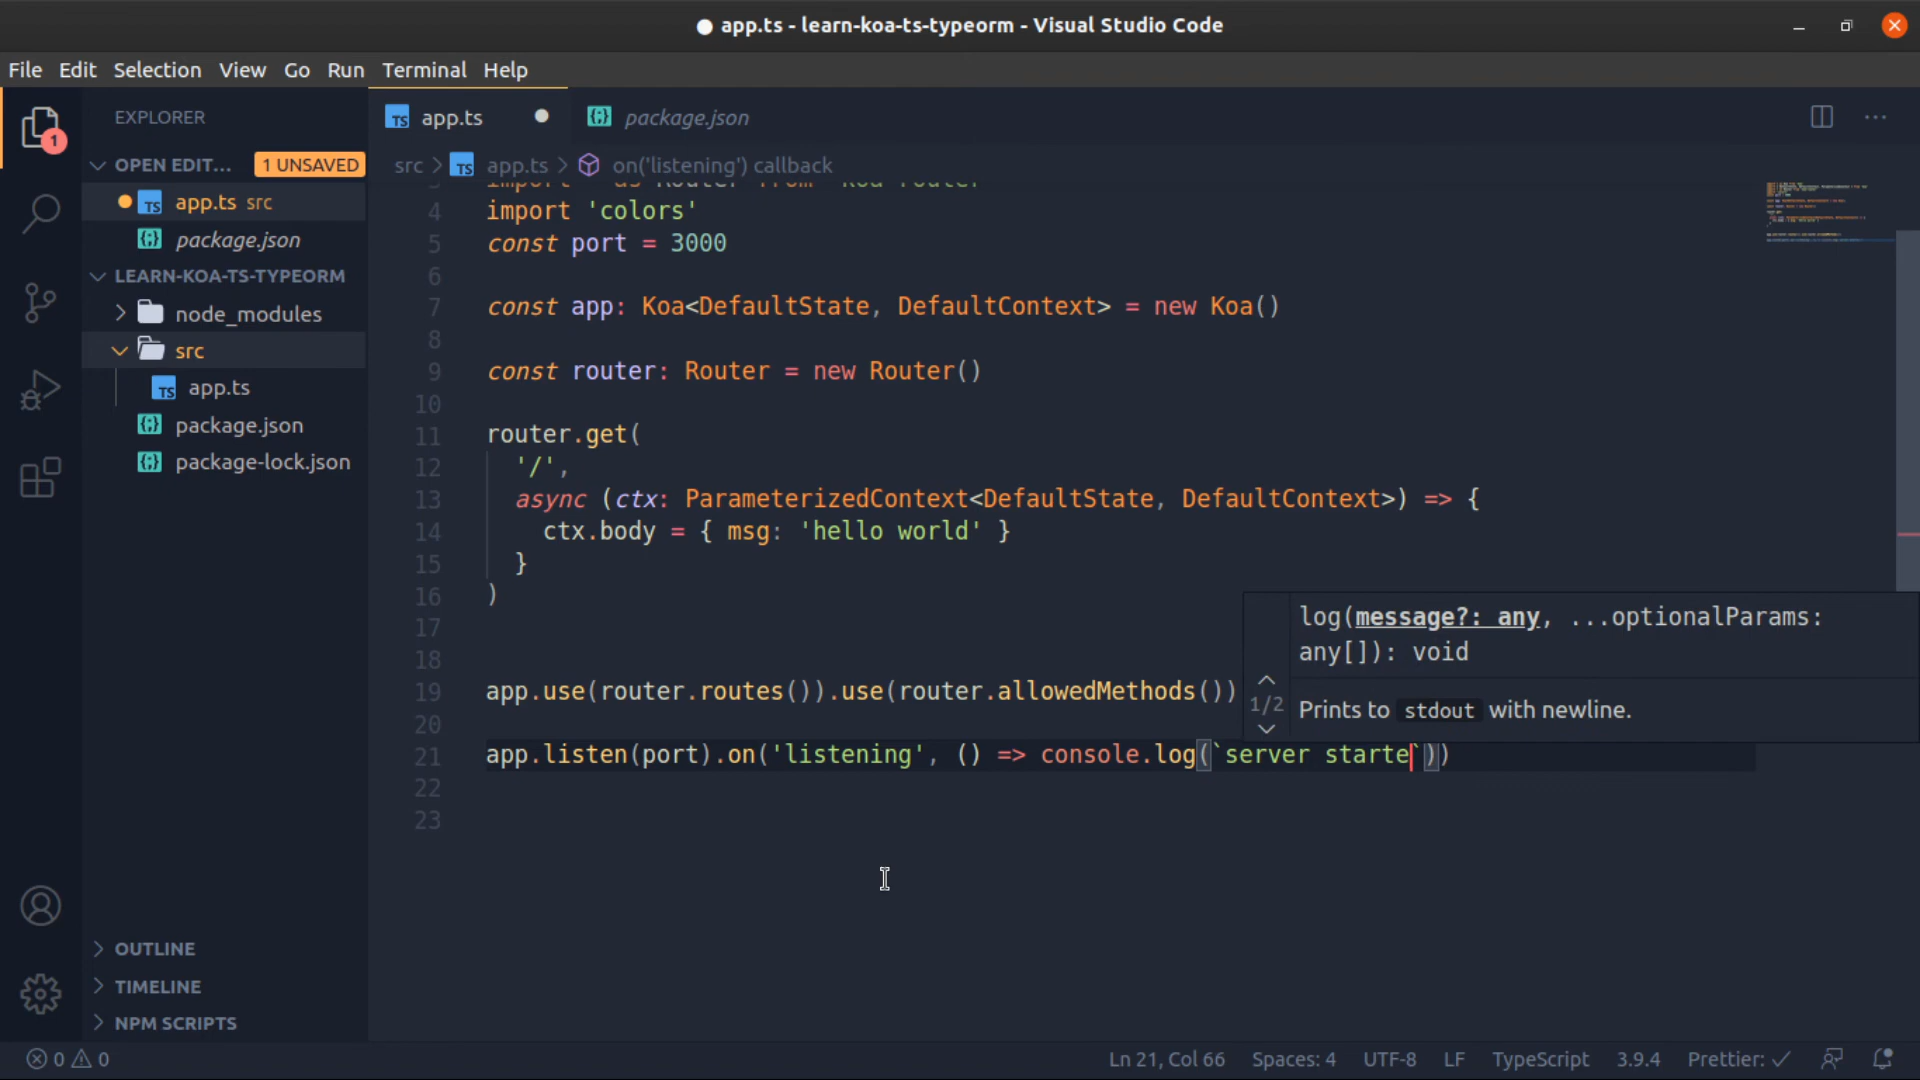 app.ts - learn-koa-ts-typeorm - Visual Studio Code
File Edit Selection View Go Run Terminal Help
EXPLORER
OPEN EDIT... 1 UNSAVED
TS app.ts src
package.json
LEARN-KOA-TS-TYPEORM
node_modules
src
TS app.ts
package.json
package-lock.json
OUTLINE
TIMELINE
NPM SCRIPTS
1
TS app.ts
package.json
src > TS app.ts > on('listening') callback
4 import 'colors'
5 const port = 3000
6
7 const app: Koa<DefaultState, DefaultContext> = new Koa()
8
9 const router: Router = new Router()
10
11 router.get(
12 '/',
13 async (ctx: ParameterizedContext<DefaultState, DefaultContext>) => {
14 ctx.body = { msg: 'hello world' }
15 }
16 )
17
18
19 app.use(router.routes()).use(router.allowedMethods())
20
21 app.listen(port).on('listening', () => console.log(`server starte`))
22
23
log(message?: any, ...optionalParams:
any[]): void
1/2
Prints to stdout with newline.
0 0
Ln 21, Col 66 Spaces: 4 UTF-8 LF TypeScript 3.9.4 Prettier: ✓